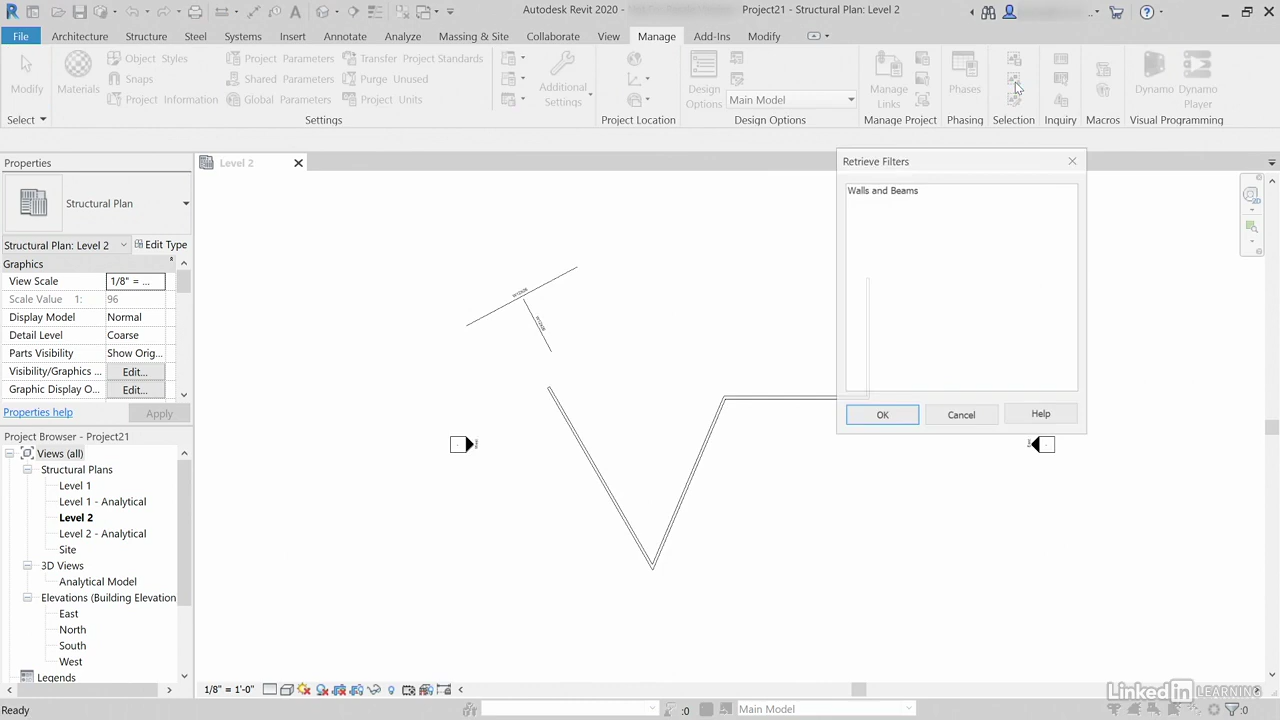 Autodesk Revit 2020 -
Project21 - Structural Plan: Level 2
File
Architecture
Structure
Steel
Systems
Insert
Annotate
Analyze
Massing & Site
Collaborate
View
Manage
Add-Ins
Modify
Modify
Materials
Object Styles
Snaps
Project Information
Project Parameters
Shared Parameters
Global Parameters
Transfer Project Standards
Purge Unused
Project Units
Additional
Settings
Design
Options
Main Model
Manage
Links
Phases
Dynamo
Dynamo
Player
Select
Settings
Project Location
Design Options
Manage Project
Phasing
Selection
Inquiry
Macros
Visual Programming
Properties
Structural Plan
Structural Plan: Level 2
Edit Type
Graphics
View Scale
1/8" = ...
Scale Value 1:
96
Display Model
Normal
Detail Level
Coarse
Parts Visibility
Show Orig...
Visibility/Graphics ...
Edit...
Graphic Display O...
Edit...
Properties help
Apply
Project Browser - Project21
Views (all)
Structural Plans
Level 1
Level 1 - Analytical
Level 2
Level 2 - Analytical
Site
3D Views
Analytical Model
Elevations (Building Elevation
East
North
South
West
Legends
Level 2
Retrieve Filters
Walls and Beams
OK
Cancel
Help
1/8" = 1'-0"
Ready
:0
Main Model
:0
LinkedIn LEARNING